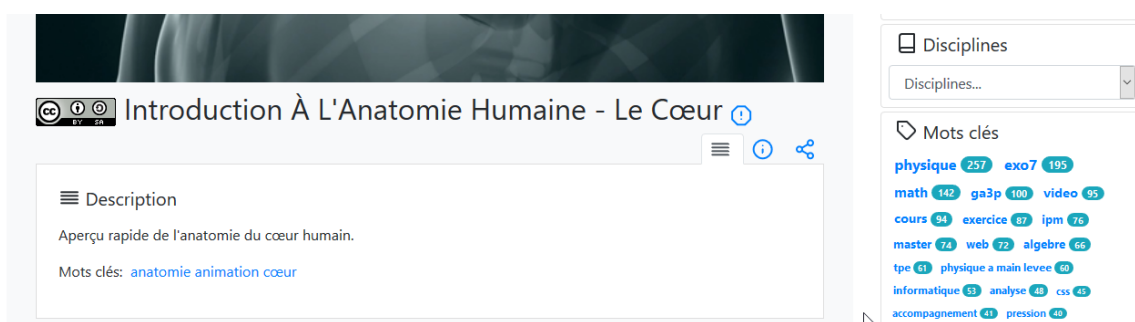 cc BY SA Introduction À L'Anatomie Humaine - Le Cœur
Description
Aperçu rapide de l'anatomie du cœur humain.
Mots clés: anatomie animation cœur
Disciplines
Disciplines...
Mots clés
physique 257 exo7 195
math 142 ga3p 100 video 95
cours 94 exercice 87 ipm 76
master 74 web 72 algebre 66
tpe 61 physique a main levee 60
informatique 53 analyse 48 css 45
accompagnement 41 pression 40